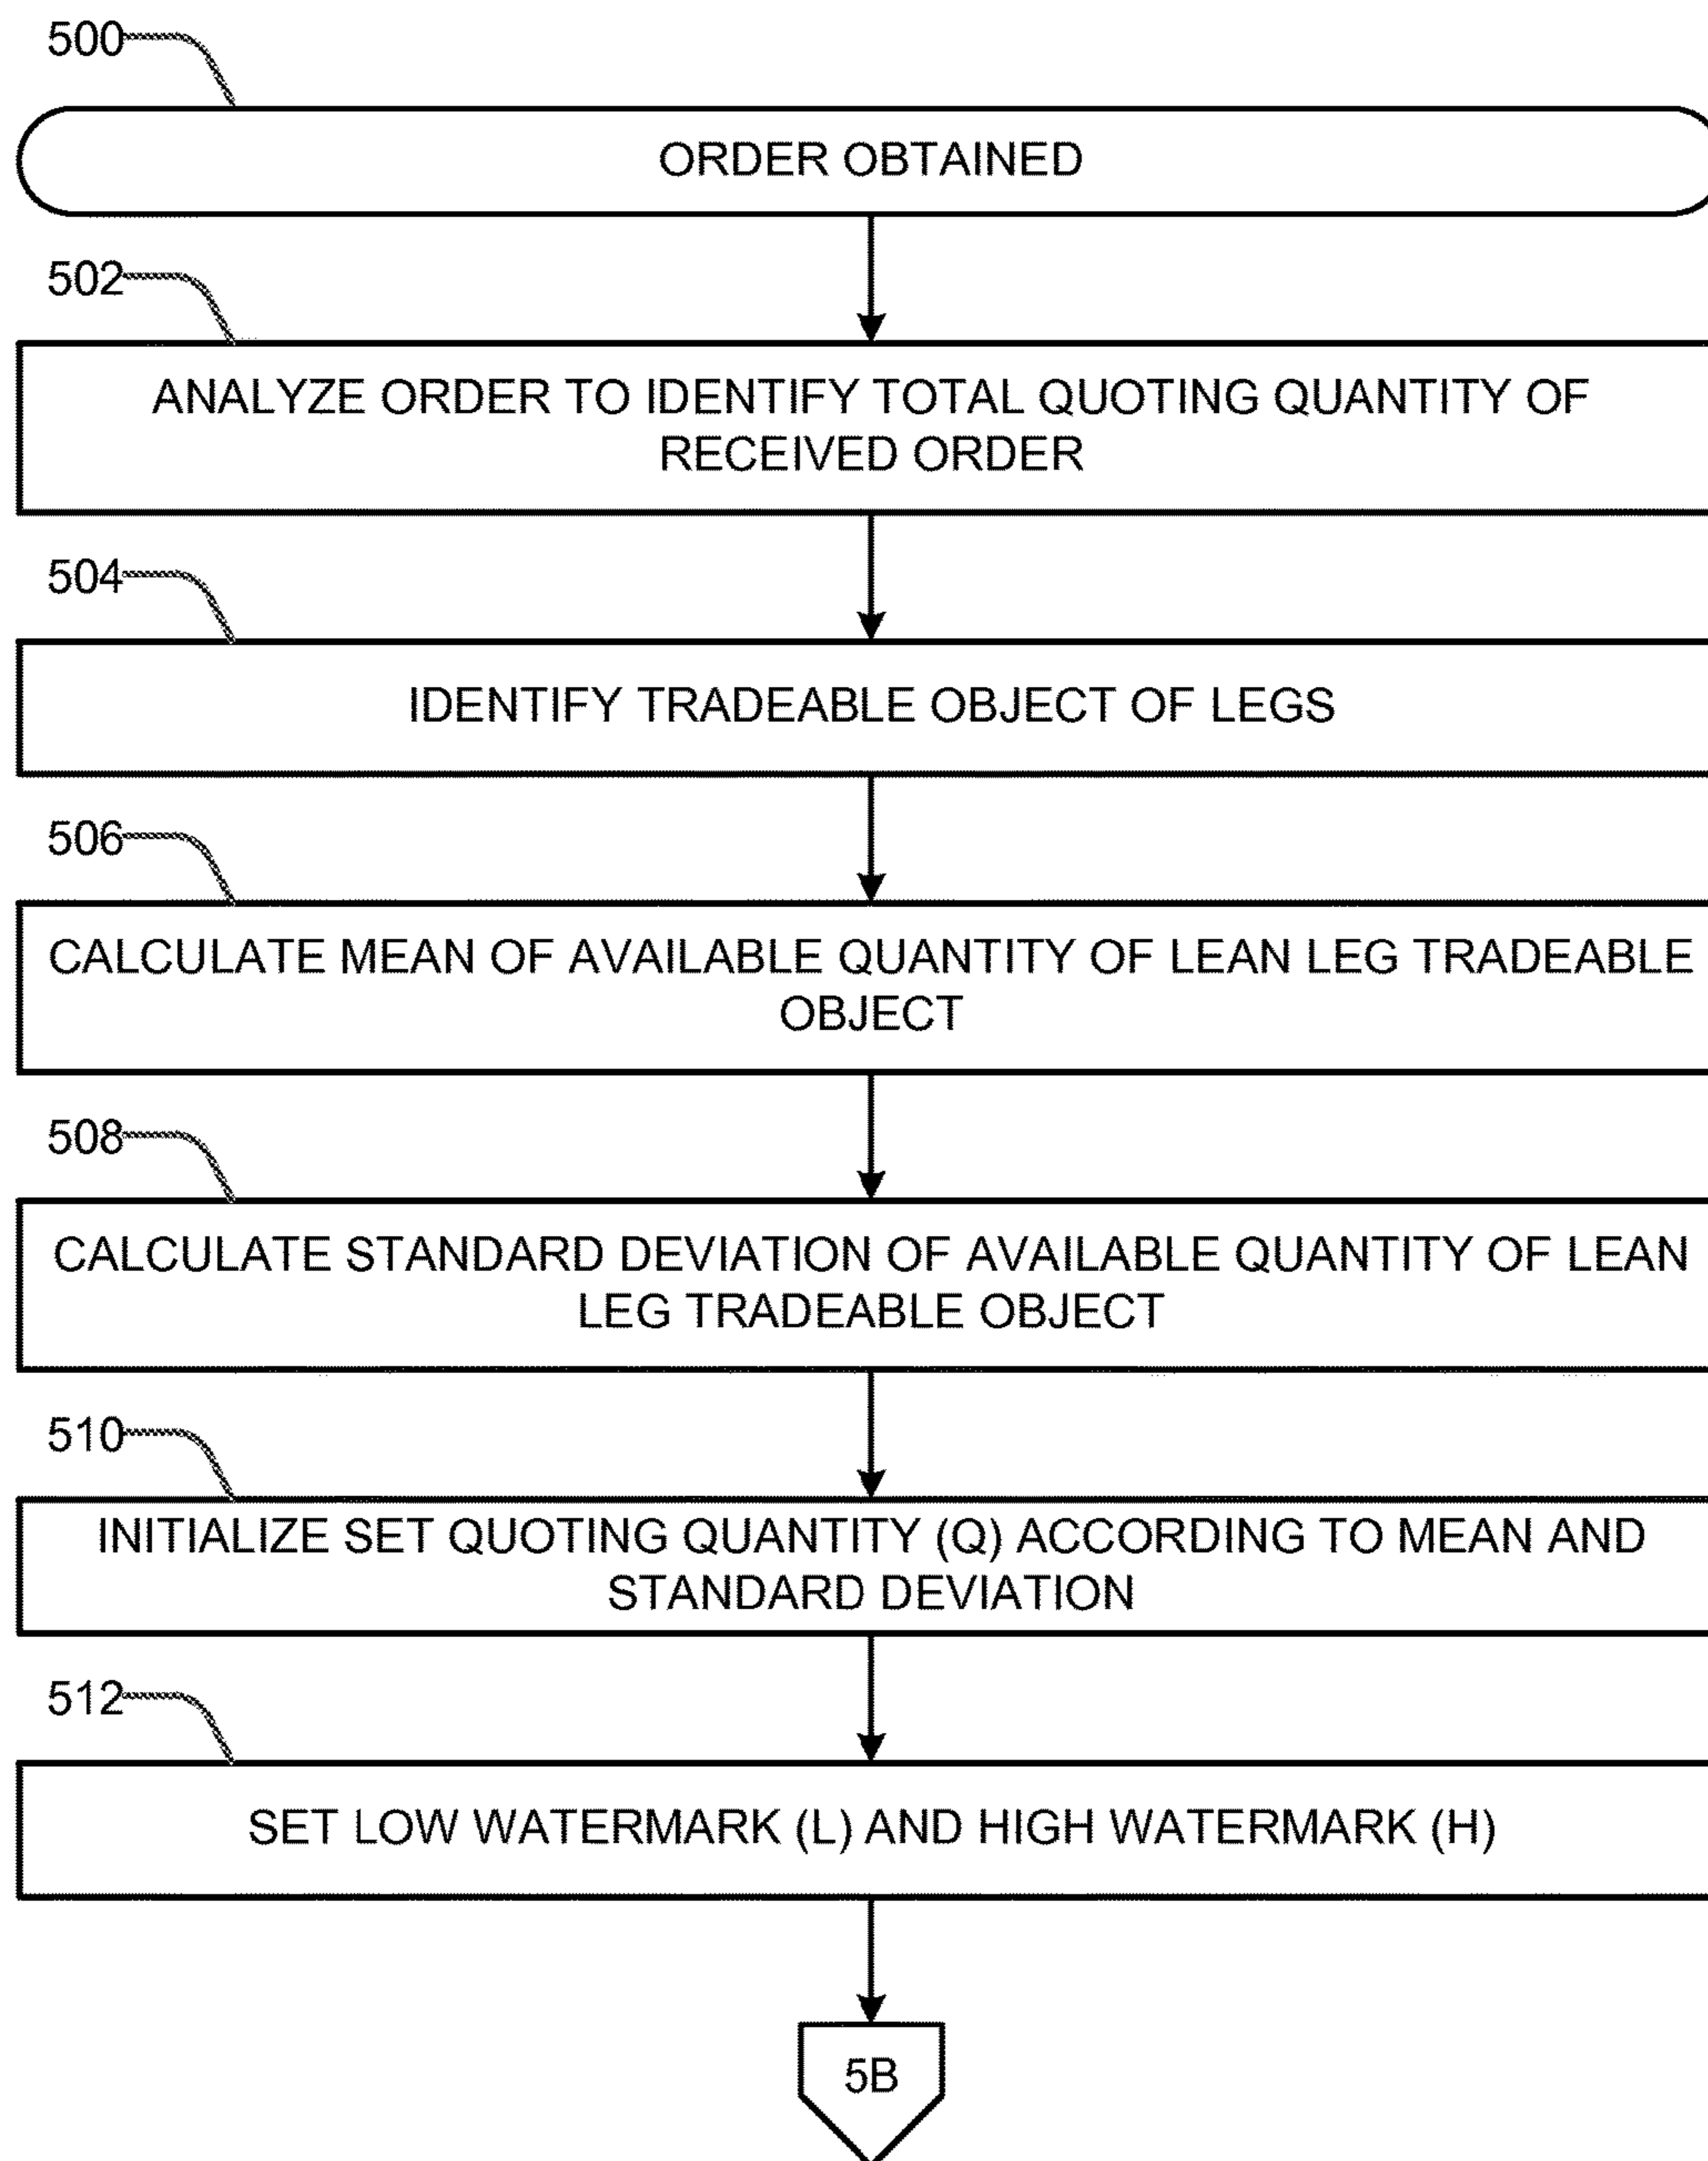 500
ORDER OBTAINED
502
ANALYZE ORDER TO IDENTIFY TOTAL QUOTING QUANTITY OF
RECEIVED ORDER
504
IDENTIFY TRADEABLE OBJECT OF LEGS
506
CALCULATE MEAN OF AVAILABLE QUANTITY OF LEAN LEG TRADEABLE
OBJECT
508
CALCULATE STANDARD DEVIATION OF AVAILABLE QUANTITY OF LEAN
LEG TRADEABLE OBJECT
510
INITIALIZE SET QUOTING QUANTITY (Q) ACCORDING TO MEAN AND
STANDARD DEVIATION
512
SET LOW WATERMARK (L) AND HIGH WATERMARK (H)
5B